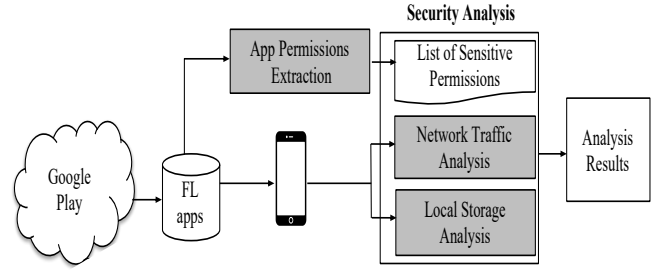 Security Analysis
App Permissions
Extraction
List of Sensitive
Permissions
Google
Play
FL
apps
Network Traffic
Analysis
Local Storage
Analysis
Analysis
Results